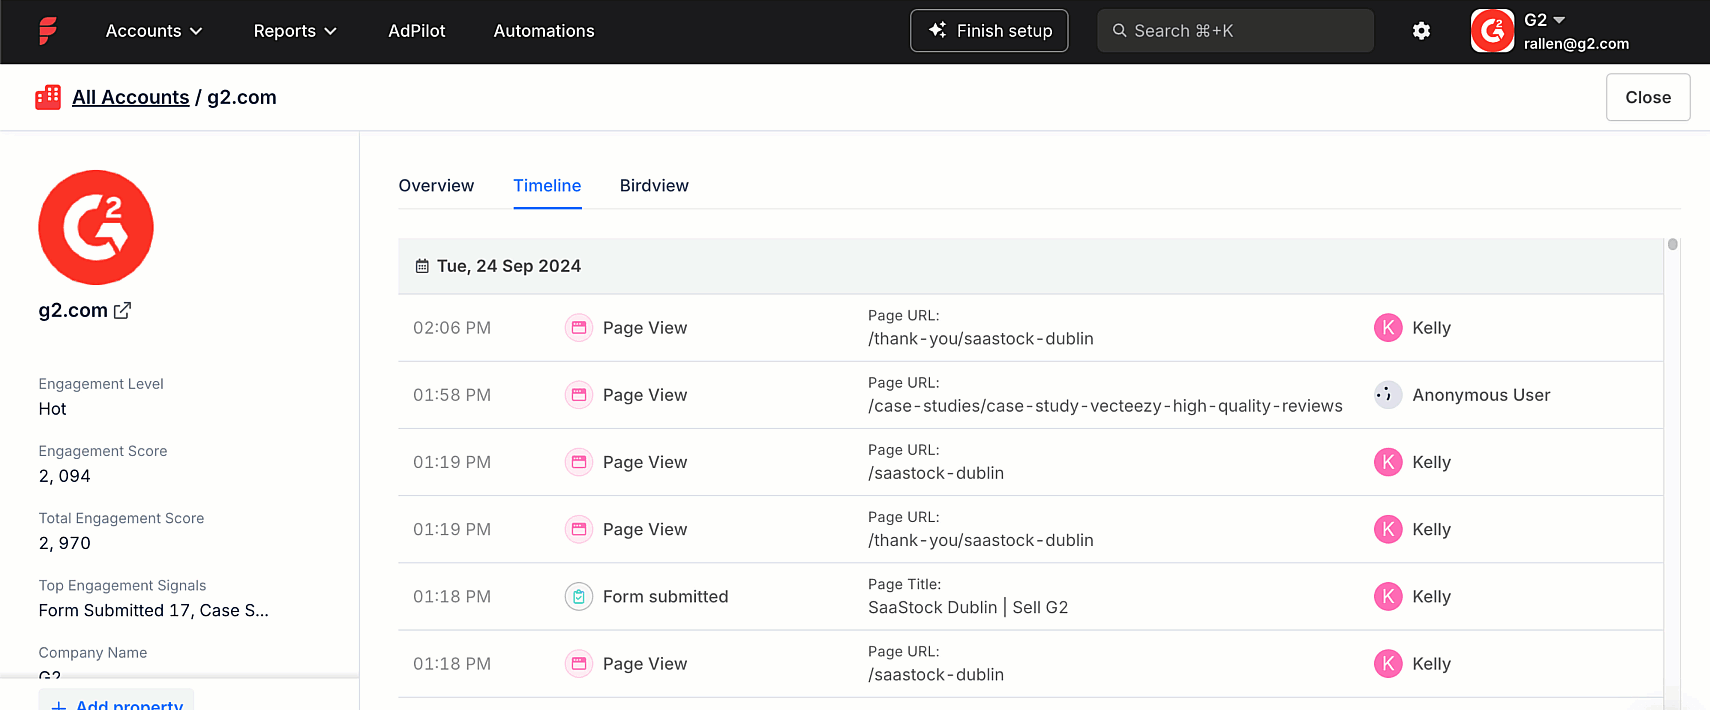 Accounts Reports AdPilot Automations Finish setup Search ⌘+K G2
rallen@g2.com
All Accounts / g2.com Close
g2.com
Engagement Level
Hot
Engagement Score
2, 094
Total Engagement Score
2, 970
Top Engagement Signals
Form Submitted 17, Case S...
Company Name
G2
+ Add property
Overview Timeline Birdview
Tue, 24 Sep 2024
02:06 PM Page View Page URL: K Kelly
/thank-you/saastock-dublin
01:58 PM Page View Page URL: Anonymous User
/case-studies/case-study-vecteezy-high-quality-reviews
01:19 PM Page View Page URL: K Kelly
/saastock-dublin
01:19 PM Page View Page URL: K Kelly
/thank-you/saastock-dublin
01:18 PM Form submitted Page Title: K Kelly
SaaStock Dublin | Sell G2
01:18 PM Page View Page URL: K Kelly
/saastock-dublin